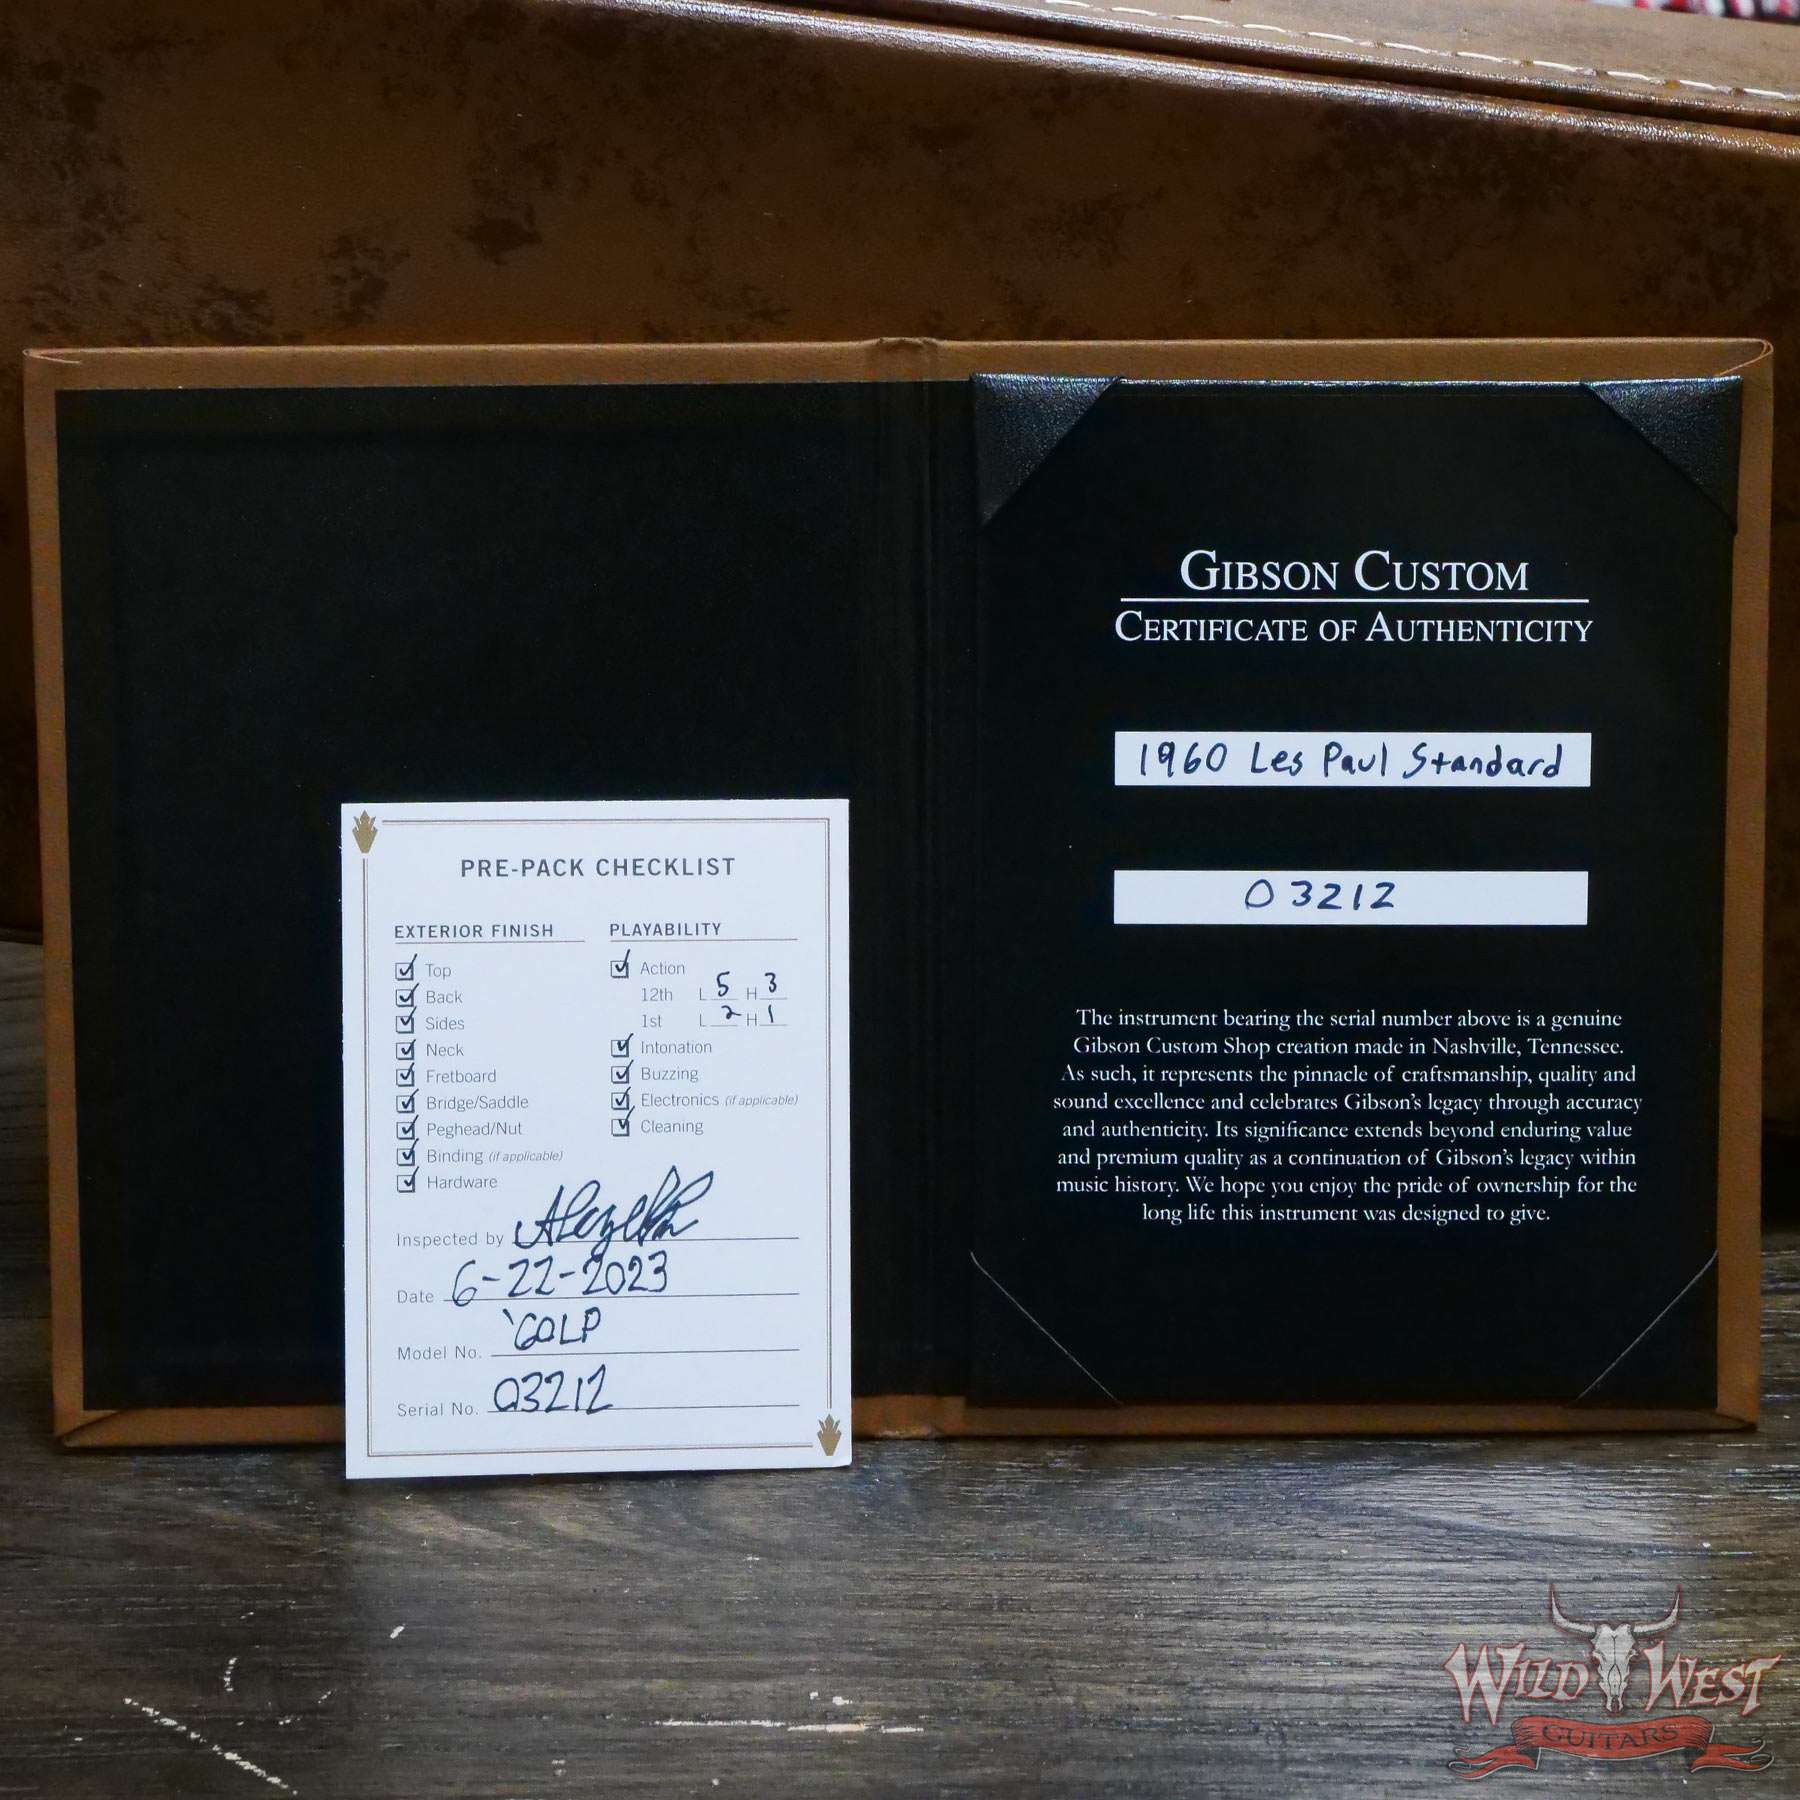 PRE-PACK CHECKLIST
EXTERIOR FINISH
Top
Back
Sides
Neck
Fretboard
Bridge/Saddle
Peghead/Nut
Binding (if applicable)
Hardware
PLAYABILITY
Action
12th L 5 H 3
1st L 2 H 1
Intonation
Buzzing
Electronics (if applicable)
Cleaning
Inspected by
Date 6-22-2023
Model No. '60LP
Serial No. 03212
GIBSON CUSTOM
CERTIFICATE OF AUTHENTICITY
1960 Les Paul Standard
03212
The instrument bearing the serial number above is a genuine
Gibson Custom Shop creation made in Nashville, Tennessee.
As such, it represents the pinnacle of craftsmanship, quality and
sound excellence and celebrates Gibson's legacy through accuracy
and authenticity. Its significance extends beyond enduring value
and premium quality as a continuation of Gibson's legacy within
music history. We hope you enjoy the pride of ownership for the
long life this instrument was designed to give.
WILD WEST
GUITARS